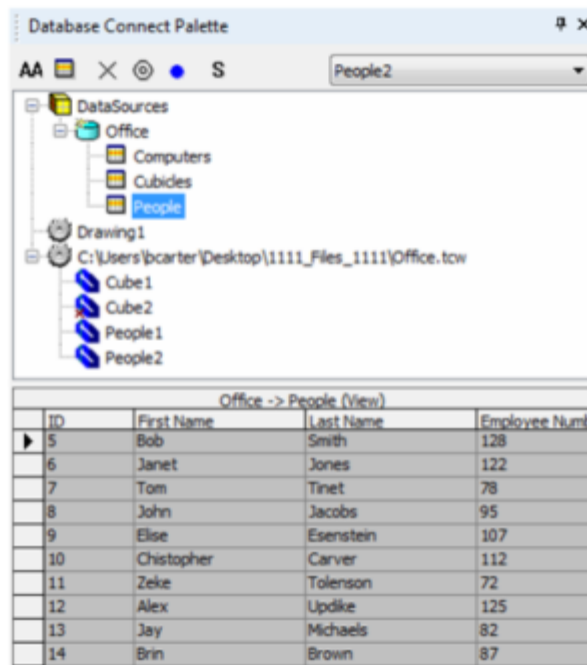 Database Connect Palette
AA S People2
DataSources
Office
Computers
Cubicles
People
Drawing1
C:\Users\bcarter\Desktop\1111_Files_1111\Office.tcw
Cube1
Cube2
People1
People2
Office -> People (View)
ID First Name Last Name Employee Numb
5 Bob Smith 128
6 Janet Jones 122
7 Tom Tinet 78
8 John Jacobs 95
9 Elise Esenstein 107
10 Chistopher Carver 112
11 Zeke Tolenson 72
12 Alex Updike 125
13 Jay Michaels 82
14 Brin Brown 87